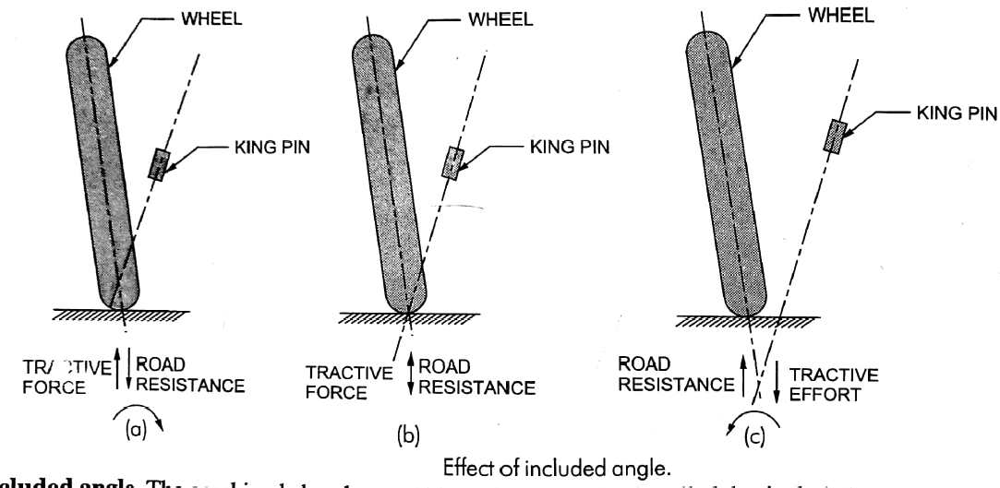 WHEEL
KING PIN
TRACTIVE FORCE
ROAD RESISTANCE
(a)
WHEEL
KING PIN
TRACTIVE FORCE
ROAD RESISTANCE
(b)
WHEEL
KING PIN
ROAD RESISTANCE
TRACTIVE EFFORT
(c)
Effect of included angle.
cluded angle. The